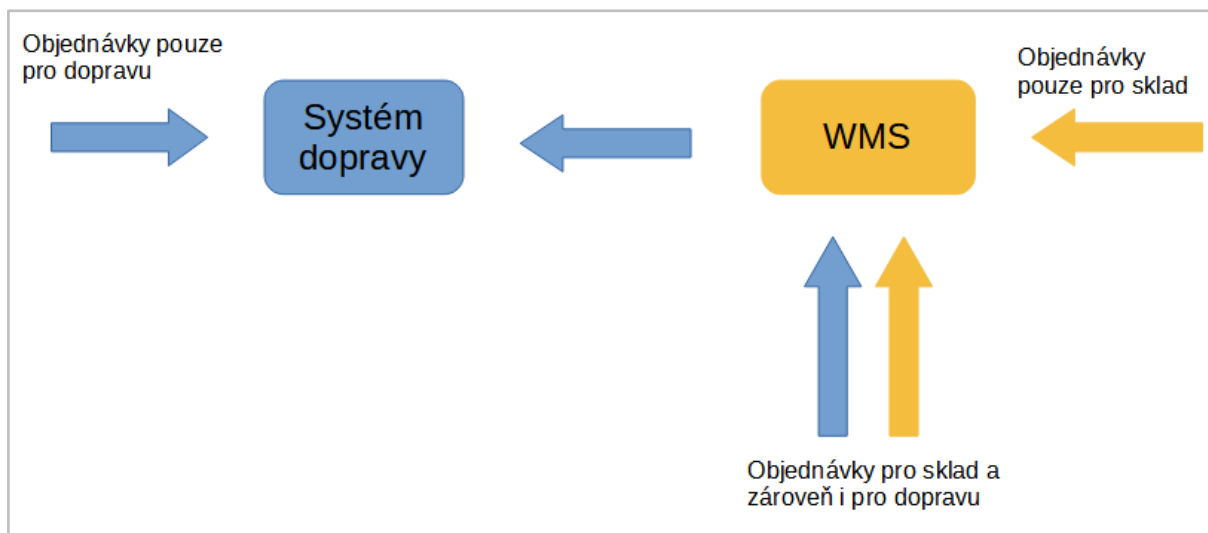 Objednávky pouze
pro dopravu
Systém
dopravy
WMS
Objednávky
pouze pro sklad
Objednávky pro sklad a
zároveň i pro dopravu